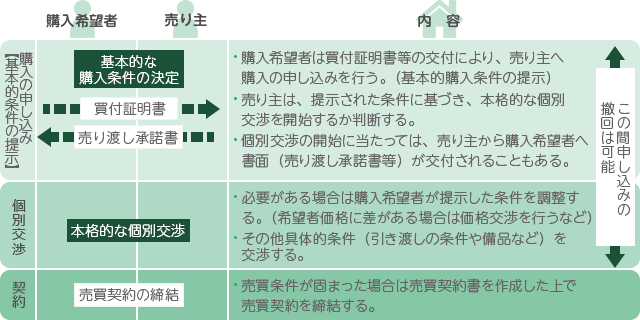 購入希望者 売り主 内 容
購入の申し込み
【基本的条件の提示】
基本的な
購入条件の決定
買付証明書
売り渡し承諾書
・購入希望者は買付証明書等の交付により、売り主へ
購入の申し込みを行う。（基本的購入条件の提示）
・売り主は、提示された条件に基づき、本格的な個別
交渉を開始するか判断する。
・個別交渉の開始に当たっては、売り主から購入希望者へ
書面（売り渡し承諾書等）が交付されることもある。
この間申し込みの
撤回は可能
個別交渉
本格的な個別交渉
・必要がある場合は購入希望者が提示した条件を調整す
る。（希望者価格に差がある場合は価格交渉を行うなど）
・その他具体的条件（引き渡しの条件や備品など）を
交渉する。
契約
売買契約の締結
・売買条件が固まった場合は売買契約書を作成した上で
売買契約を締結する。